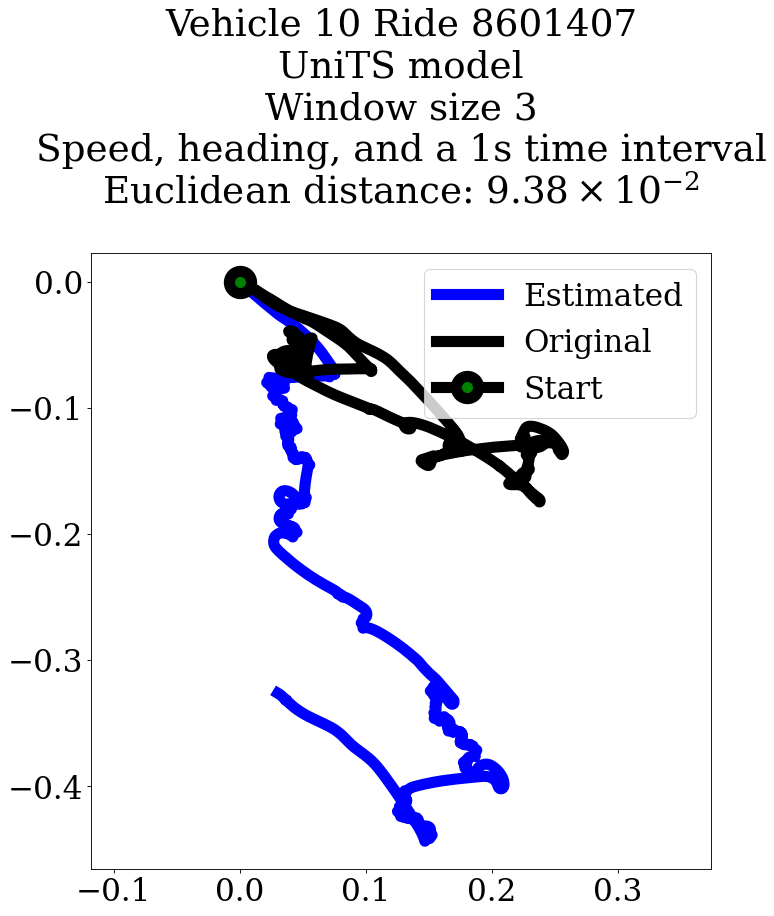 Vehicle 10 Ride 8601407
UniTS model
Window size 3
Speed, heading, and a 1s time interval
Euclidean distance: 9.38 × 10⁻²
Estimated
Original
Start
0.0
−0.1
−0.2
−0.3
−0.4
−0.1 0.0 0.1 0.2 0.3